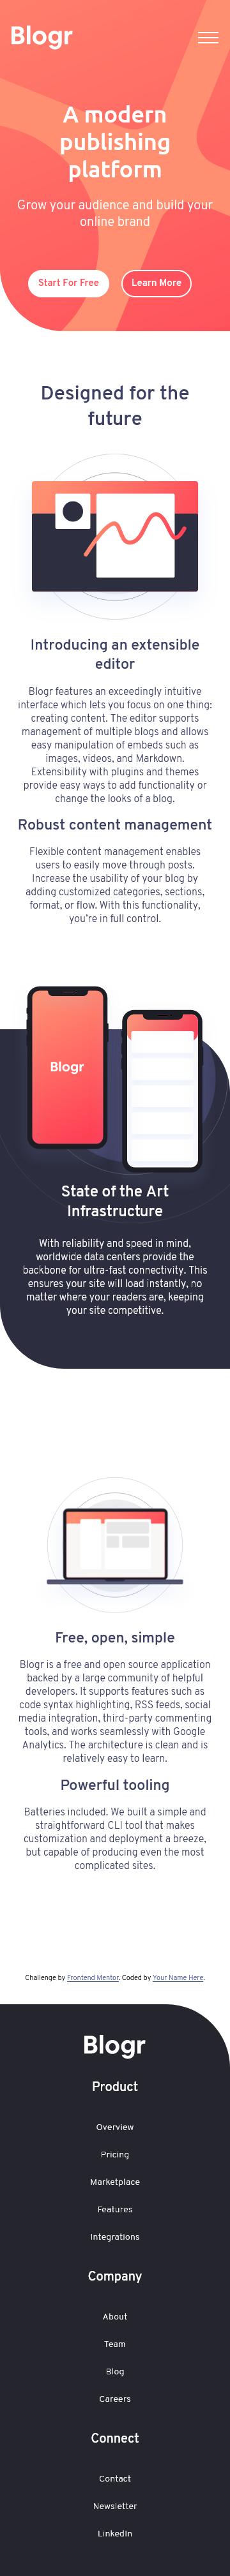 Blogr
A modern
publishing
platform
Grow your audience and build your
online brand
Start For Free
Learn More
Designed for the
future
Introducing an extensible
editor
Blogr features an exceedingly intuitive
interface which lets you focus on one thing:
creating content. The editor supports
management of multiple blogs and allows
easy manipulation of embeds such as
images, videos, and Markdown.
Extensibility with plugins and themes
provide easy ways to add functionality or
change the looks of a blog.
Robust content management
Flexible content management enables
users to easily move through posts.
Increase the usability of your blog by
adding customized categories, sections,
format, or flow. With this functionality,
you're in full control.
Blogr
State of the Art
Infrastructure
With reliability and speed in mind,
worldwide data centers provide the
backbone for ultra-fast connectivity. This
ensures your site will load instantly, no
matter where your readers are, keeping
your site competitive.
Free, open, simple
Blogr is a free and open source application
backed by a large community of helpful
developers. It supports features such as
code syntax highlighting, RSS feeds, social
media integration, third-party commenting
tools, and works seamlessly with Google
Analytics. The architecture is clean and is
relatively easy to learn.
Powerful tooling
Batteries included. We built a simple and
straightforward CLI tool that makes
customization and deployment a breeze,
but capable of producing even the most
complicated sites.
Challenge by Frontend Mentor. Coded by Your Name Here.
Blogr
Product
Overview
Pricing
Marketplace
Features
Integrations
Company
About
Team
Blog
Careers
Connect
Contact
Newsletter
LinkedIn